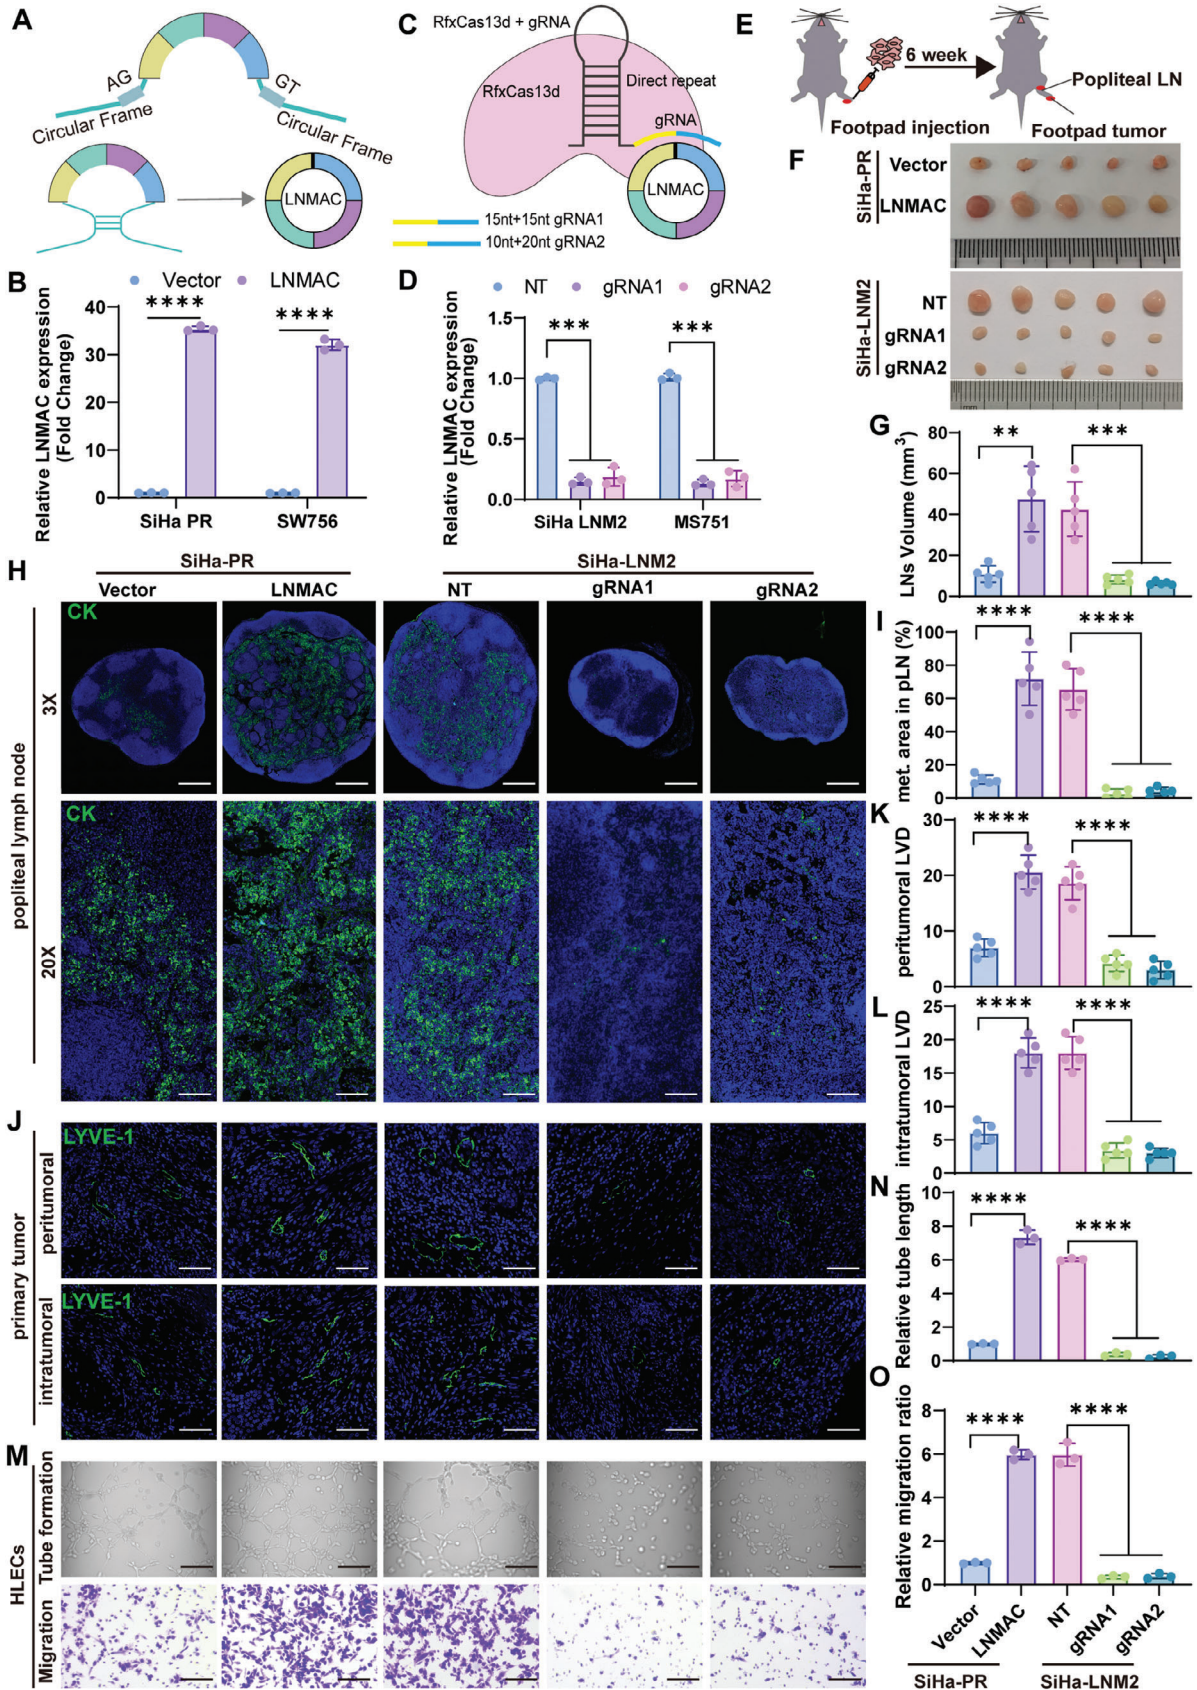 A
AG
GT
Circular Frame
Circular Frame
LNMAC
B
Vector
LNMAC
Relative LNMAC expression
(Fold Change)
40
30
20
10
0
****
****
SiHa PR
SW756
C
RfxCas13d + gRNA
RfxCas13d
Direct repeat
gRNA
LNMAC
15nt+15nt gRNA1
10nt+20nt gRNA2
D
NT
gRNA1
gRNA2
Relative LNMAC expression
(Fold Change)
1.5
1.0
0.5
0.0
***
***
SiHa LNM2
MS751
E
6 week
Popliteal LN
Footpad injection
Footpad tumor
F
SiHa-PR
Vector
LNMAC
SiHa-LNM2
NT
gRNA1
gRNA2
mm
G
LNs Volume (mm3)
80
60
40
20
0
**
***
H
SiHa-PR
SiHa-LNM2
Vector
LNMAC
NT
gRNA1
gRNA2
popliteal lymph node
3X
CK
20X
CK
I
met. area in pLN (%)
100
80
60
40
20
0
****
****
J
primary tumor
peritumoral
LYVE-1
intratumoral
LYVE-1
K
peritumoral LVD
30
20
10
0
****
****
L
intratumoral LVD
25
20
15
10
5
0
****
****
M
HLECs
Tube formation
Migration
N
Relative tube length
10
8
6
4
2
0
****
****
O
Relative migration ratio
8
6
4
2
0
****
****
Vector
LNMAC
NT
gRNA1
gRNA2
SiHa-PR
SiHa-LNM2